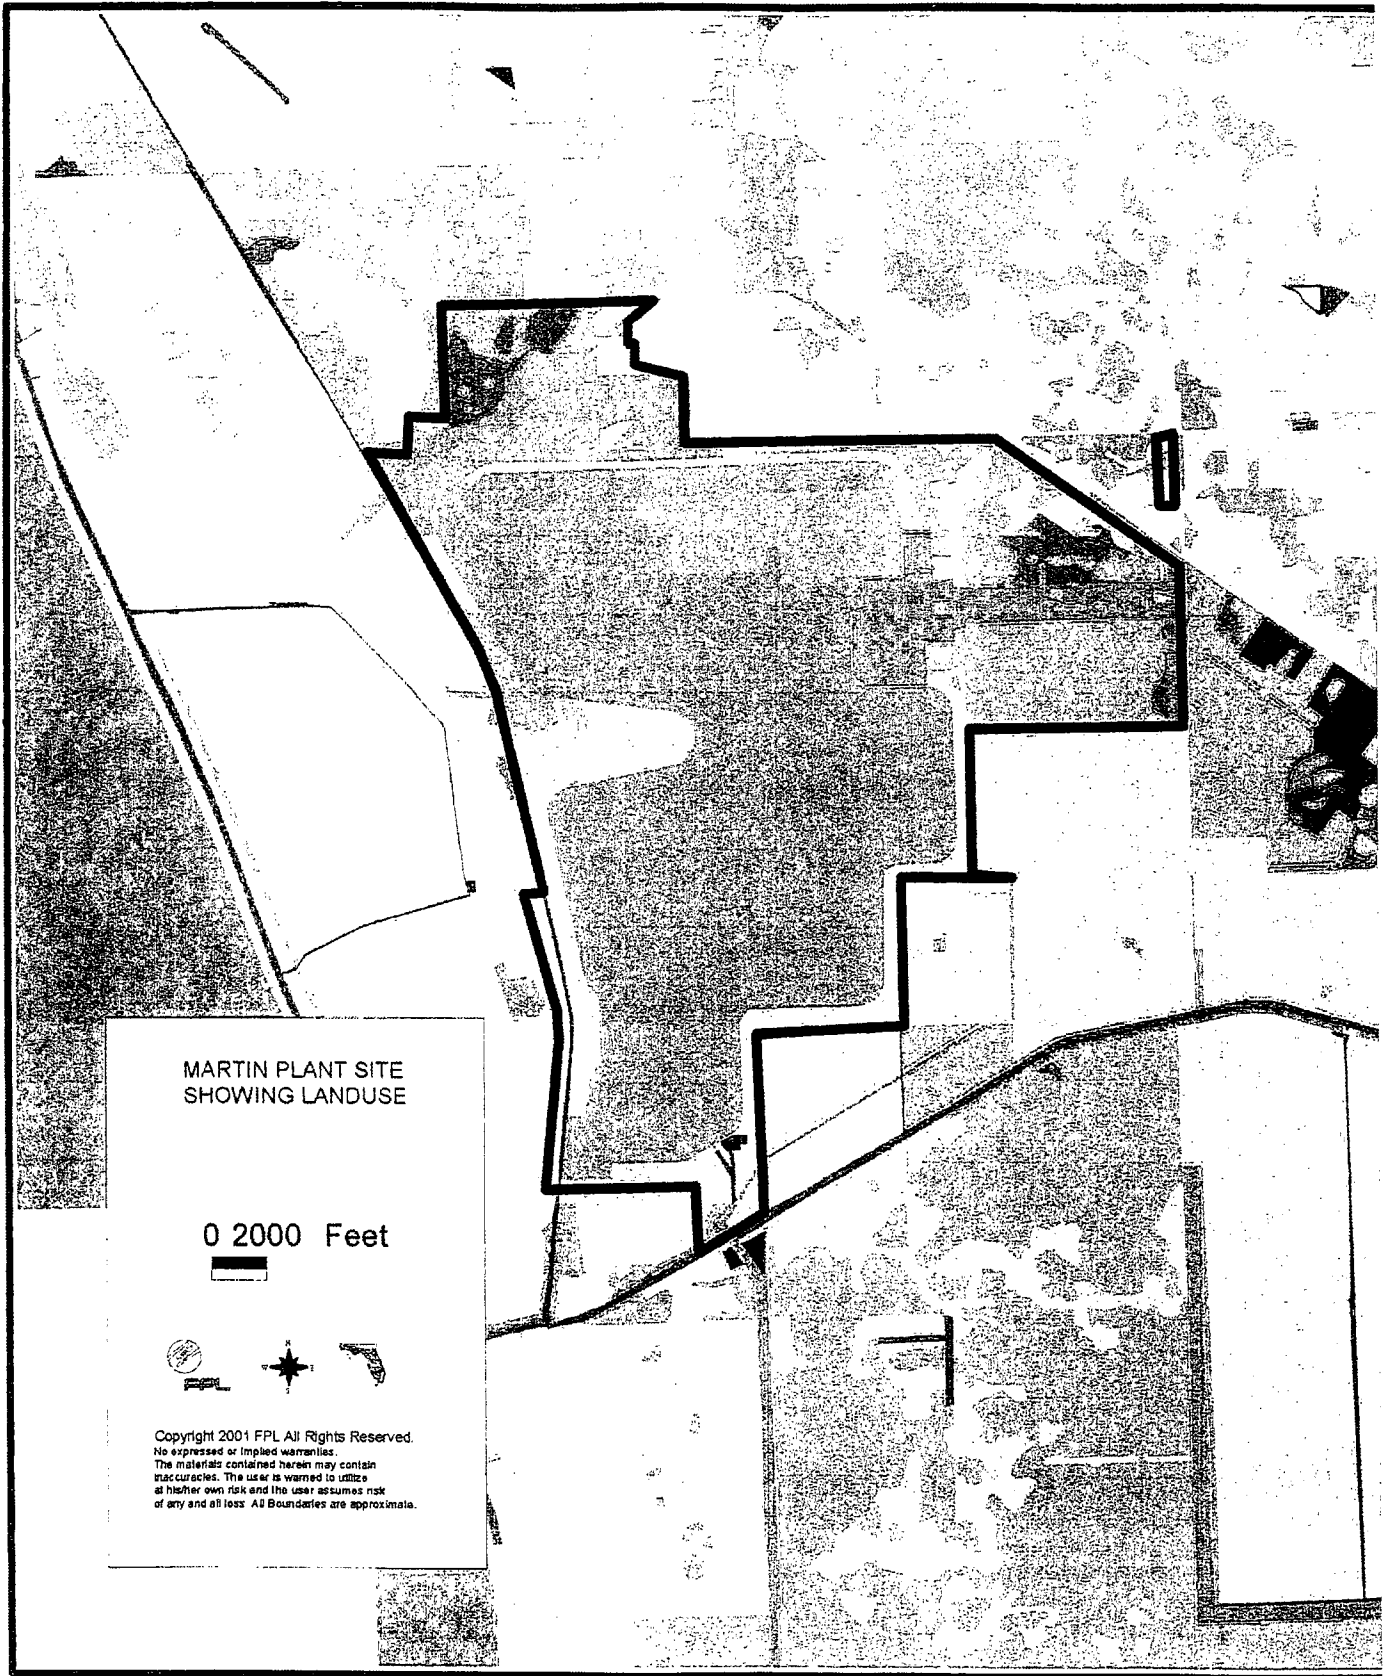 MARTIN PLANT SITE
SHOWING LANDUSE
0 2000 Feet
N
S
FPL
Copyright 2001 FPL All Rights Reserved.
No expressed or Implied warranties.
The materials contained herein may contain
inaccuracies. The user is warned to utilize
at his/her own risk and the user assumes risk
of any and all loss All Boundaries are approximate.